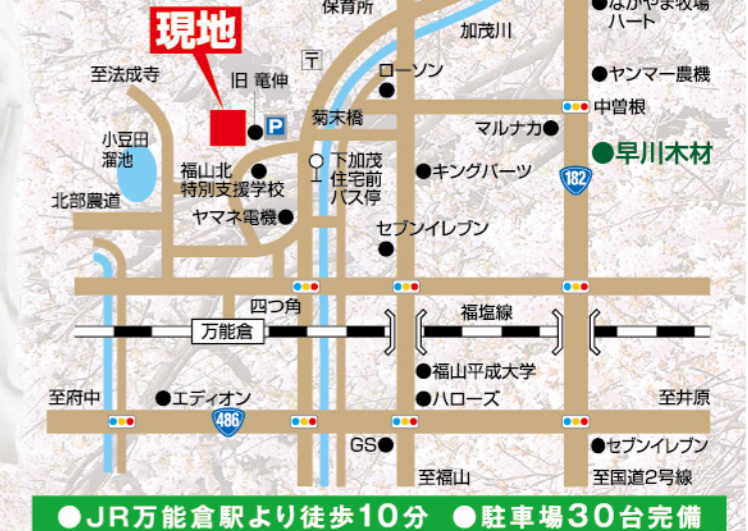 保育所
ながやま牧場
ハート
加茂川
現地
〒
ローソン
至法成寺
旧 竜伸
ヤンマー農機
P
菊末橋
中曽根
マルナカ
小豆田
溜池
早川木材
福山北
特別支援学校
下加茂
住宅前
バス停
キングパーツ
182
北部農道
ヤマネ電機
セブンイレブン
四つ角
福塩線
万能倉
福山平成大学
至府中
エディオン
ハローズ
至井原
486
GS
セブンイレブン
至福山
至国道2号線
●JR万能倉駅より徒歩10分 ●駐車場30台完備